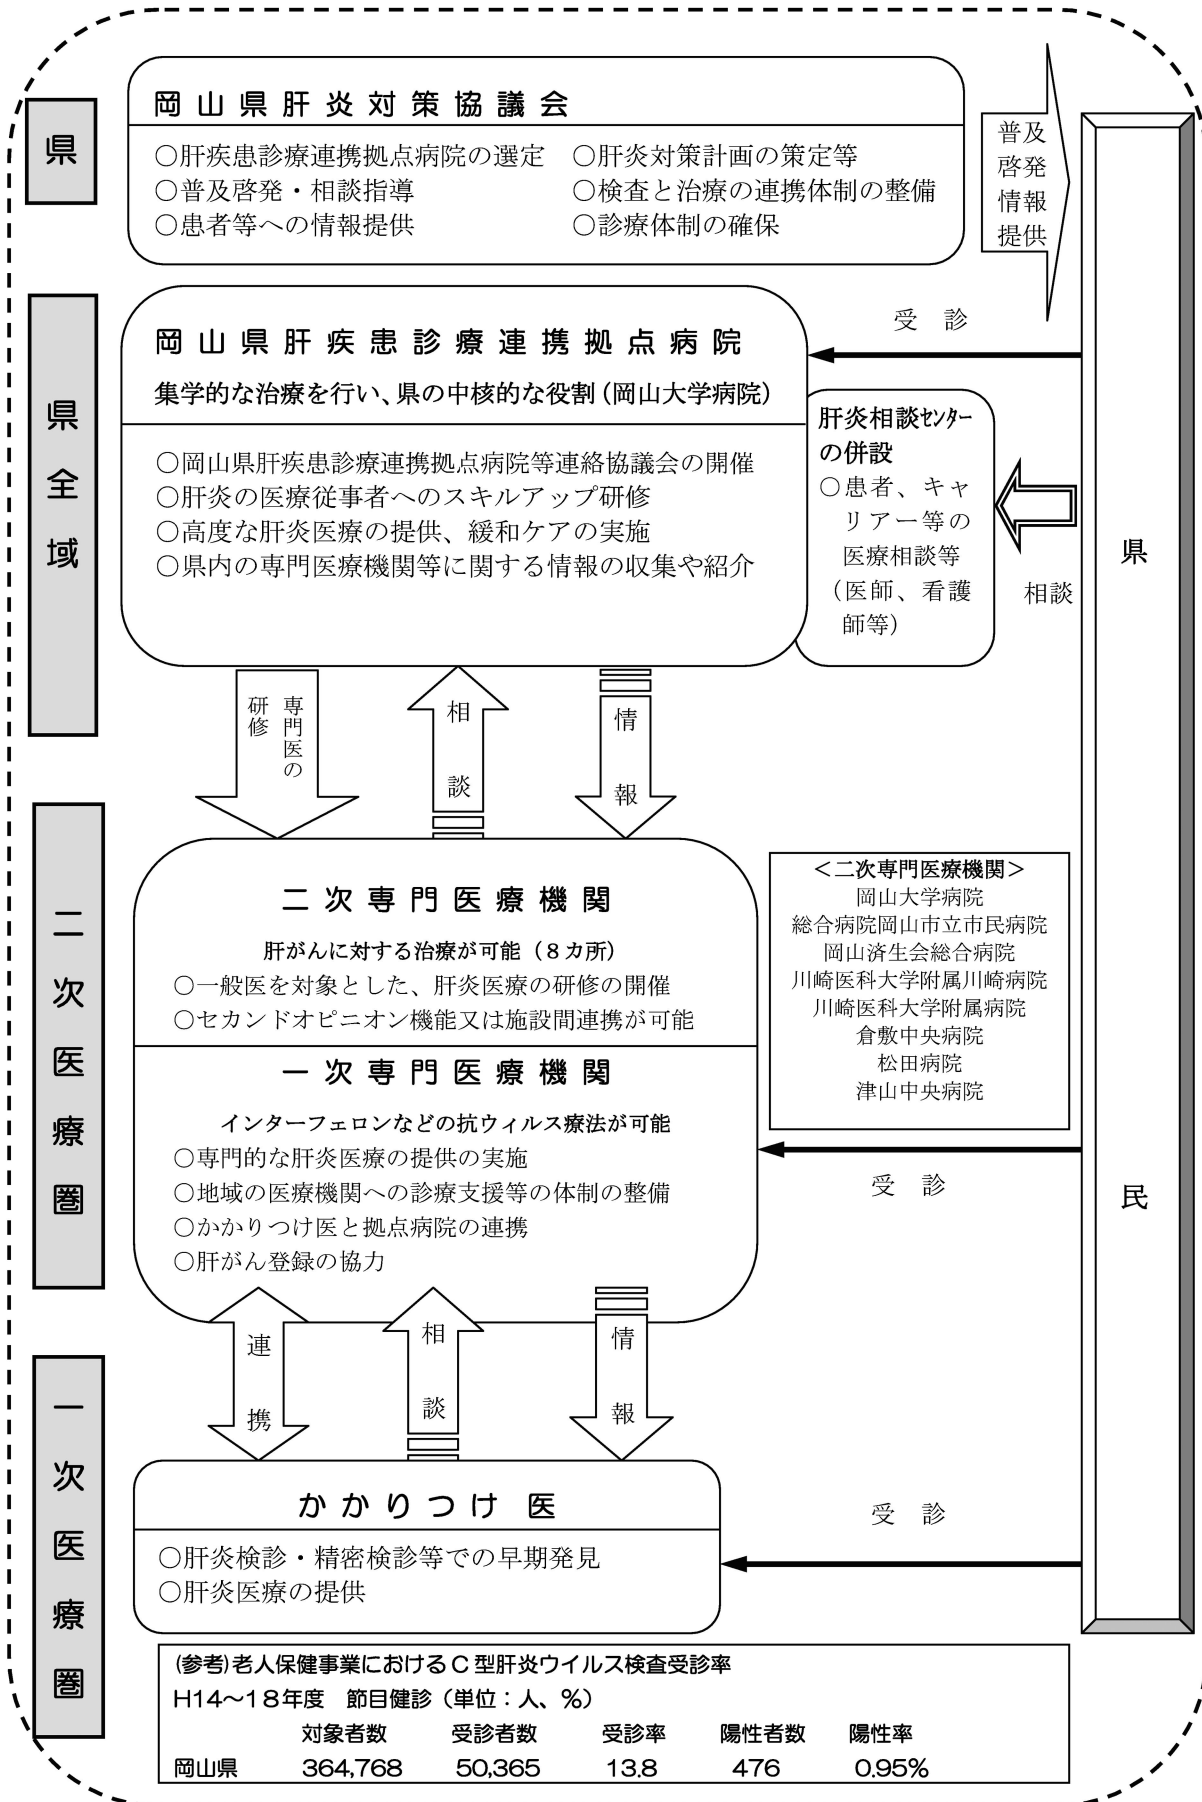 県
岡山県肝炎対策協議会
○肝疾患診療連携拠点病院の選定　○肝炎対策計画の策定等
○普及啓発・相談指導　○検査と治療の連携体制の整備
○患者等への情報提供　○診療体制の確保
普及
啓発
情報
提供
県全域
岡山県肝疾患診療連携拠点病院
集学的な治療を行い、県の中核的な役割（岡山大学病院）
○岡山県肝疾患診療連携拠点病院等連絡協議会の開催
○肝炎の医療従事者へのスキルアップ研修
○高度な肝炎医療の提供、緩和ケアの実施
○県内の専門医療機関等に関する情報の収集や紹介
受　診
肝炎相談ｾﾝﾀｰ
の併設
○患者、キャ
リアー等の
医療相談等
（医師、看護
師等）
相談
県　民
専門医の
研修
相　談
情　報
二次医療圏
二次専門医療機関
肝がんに対する治療が可能（８カ所）
○一般医を対象とした、肝炎医療の研修の開催
○セカンドオピニオン機能又は施設間連携が可能
一次専門医療機関
インターフェロンなどの抗ウィルス療法が可能
○専門的な肝炎医療の提供の実施
○地域の医療機関への診療支援等の体制の整備
○かかりつけ医と拠点病院の連携
○肝がん登録の協力
＜二次専門医療機関＞
岡山大学病院
総合病院岡山市立市民病院
岡山済生会総合病院
川崎医科大学附属川崎病院
川崎医科大学附属病院
倉敷中央病院
松田病院
津山中央病院
受　診
連　携
相　談
情　報
一次医療圏
かかりつけ医
○肝炎検診・精密検診等での早期発見
○肝炎医療の提供
受　診
(参考)老人保健事業におけるＣ型肝炎ウイルス検査受診率
H14～18年度　節目健診（単位：人、％）
対象者数　受診者数　受診率　陽性者数　陽性率
岡山県　364,768　50,365　13.8　476　0.95%